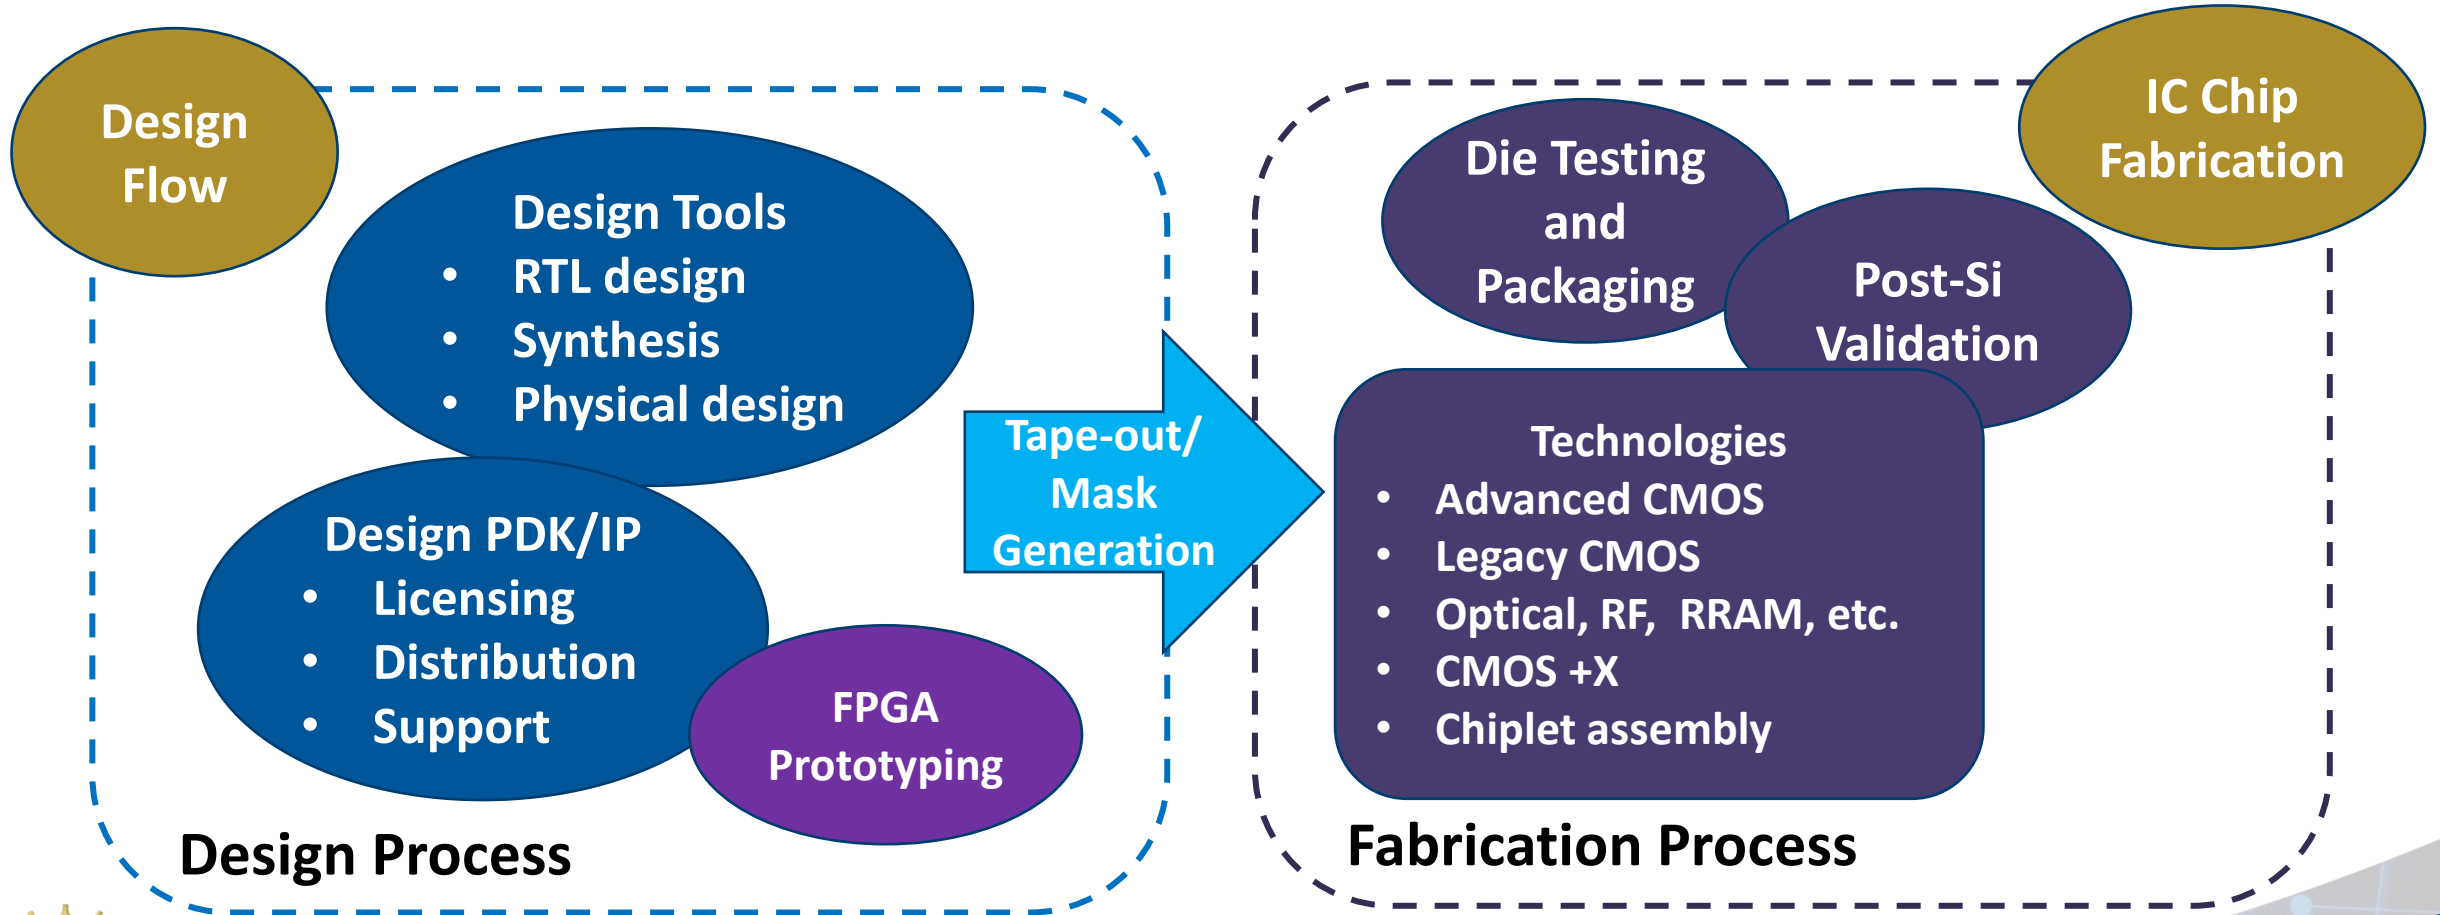 Design
Flow
Design Tools
• RTL design
• Synthesis
• Physical design
Design PDK/IP
• Licensing
• Distribution
• Support
FPGA
Prototyping
Design Process
Tape-out/
Mask
Generation
IC Chip
Fabrication
Die Testing
and
Packaging
Post-Si
Validation
Technologies
• Advanced CMOS
• Legacy CMOS
• Optical, RF, RRAM, etc.
• CMOS +X
• Chiplet assembly
Fabrication Process